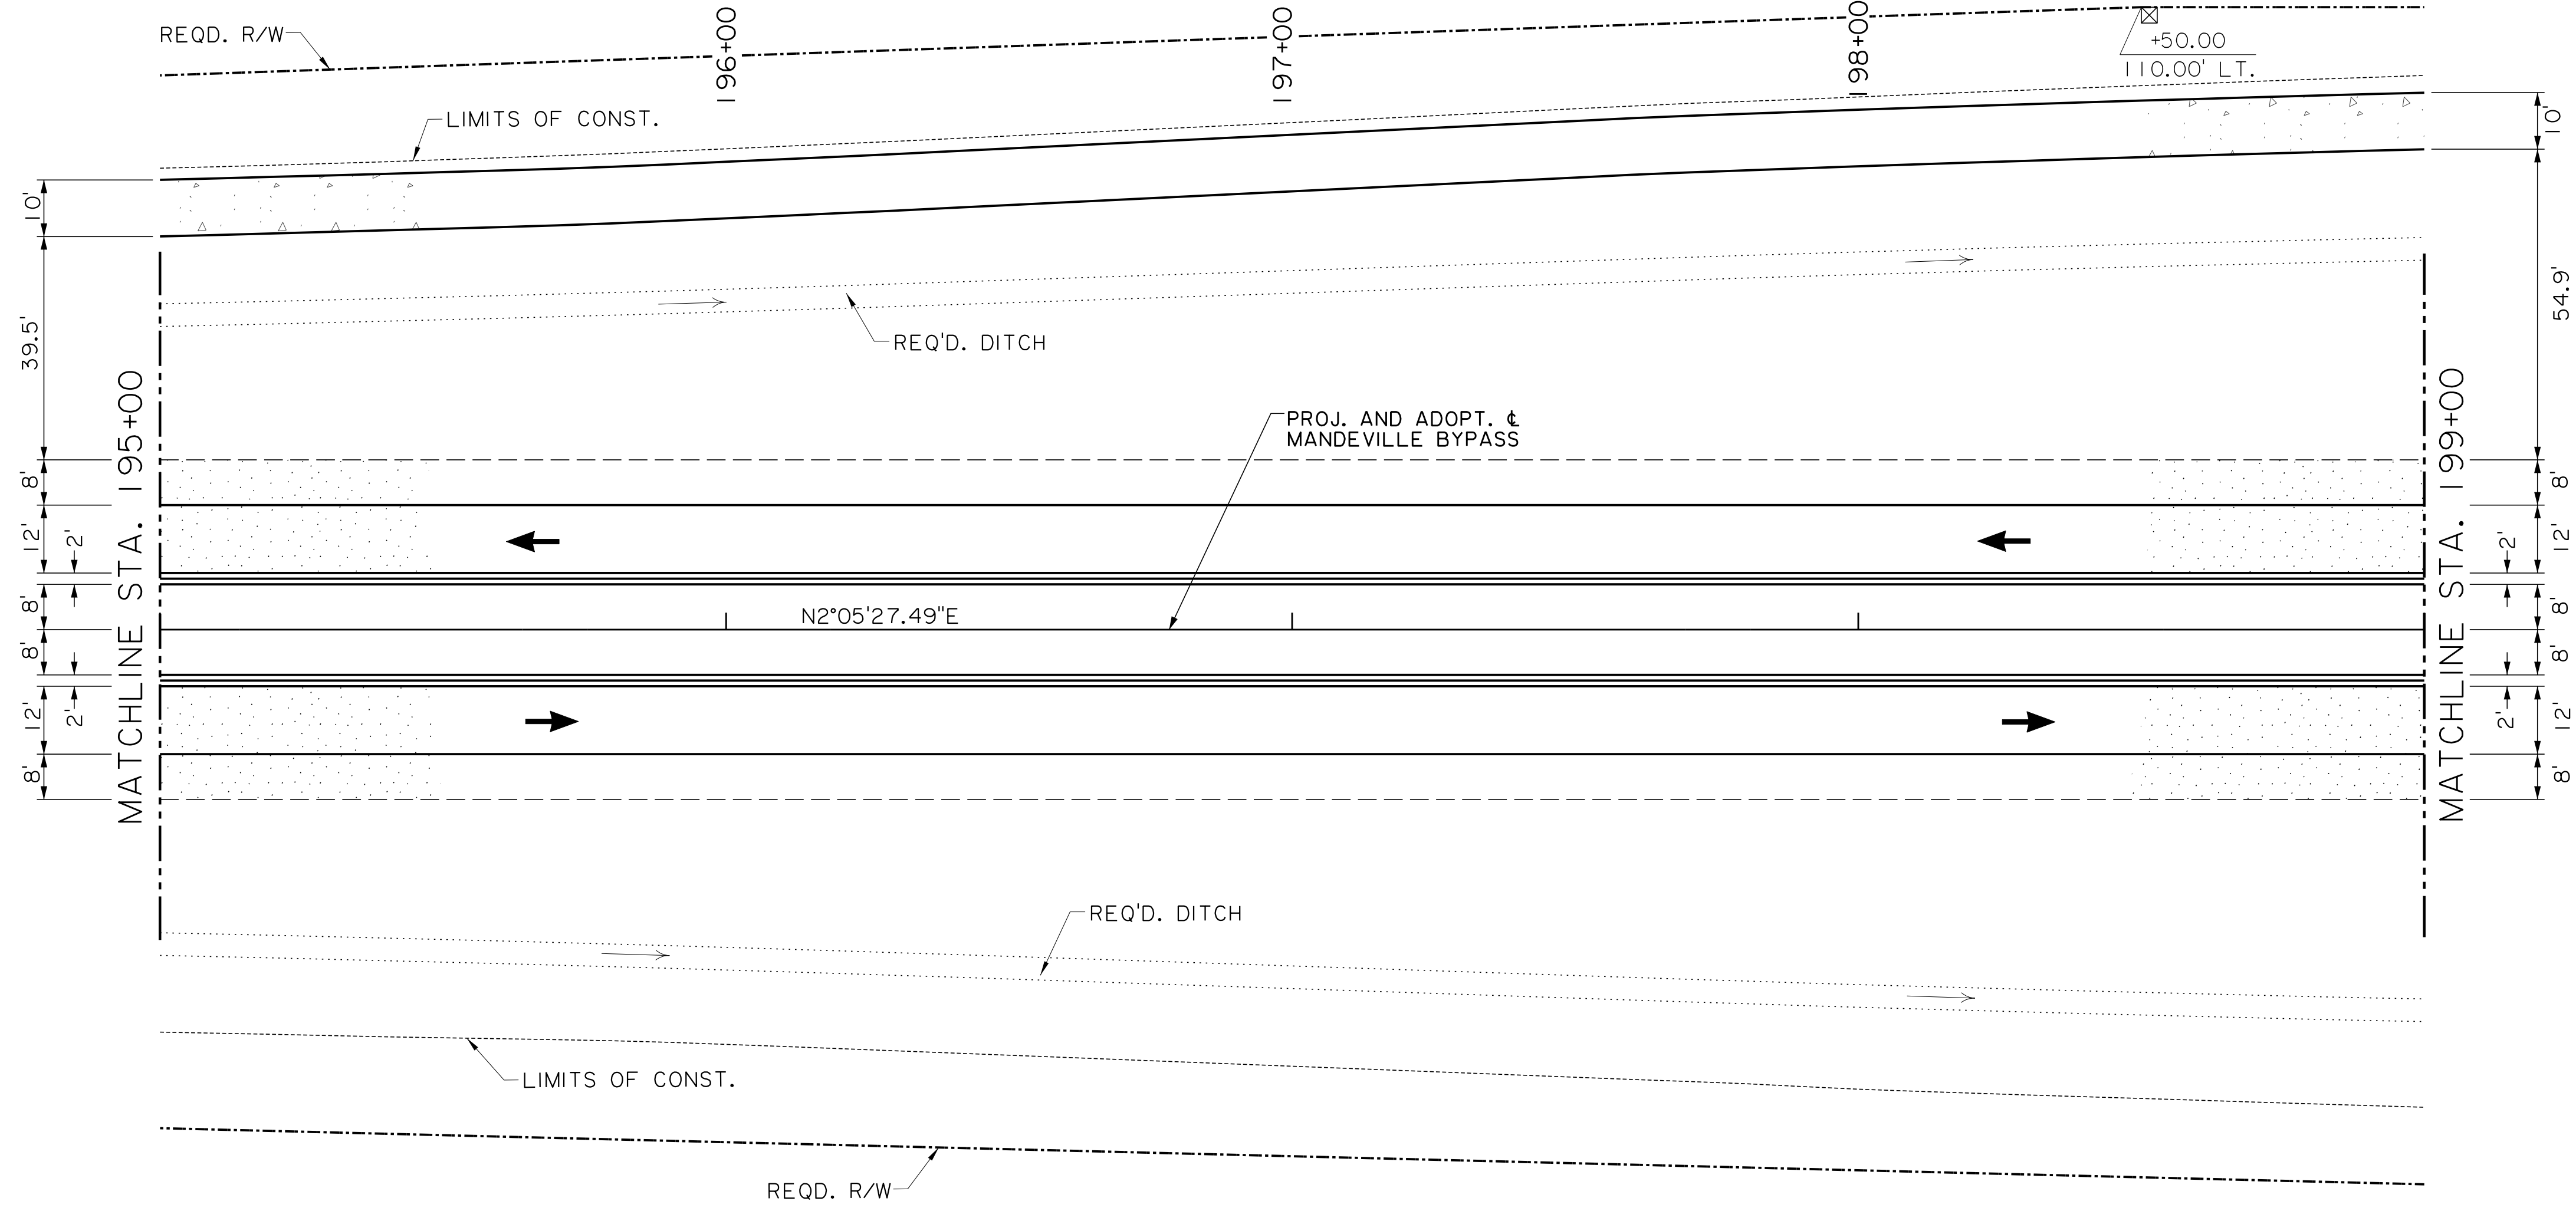 REQD. R/W
196+00
197+00
198+00
+50.00
110.00' LT.
LIMITS OF CONST.
10'
10'
39.5'
54.9'
REQ'D. DITCH
PROJ. AND ADOPT. ℄
MANDEVILLE BYPASS
MATCHLINE STA. 195+00
MATCHLINE STA. 199+00
8'
8'
12'
2'
2'
12'
8'
N2°05'27.49"E
8'
8'
8'
12'
2'
2'
12'
8'
8'
REQ'D. DITCH
LIMITS OF CONST.
REQD. R/W